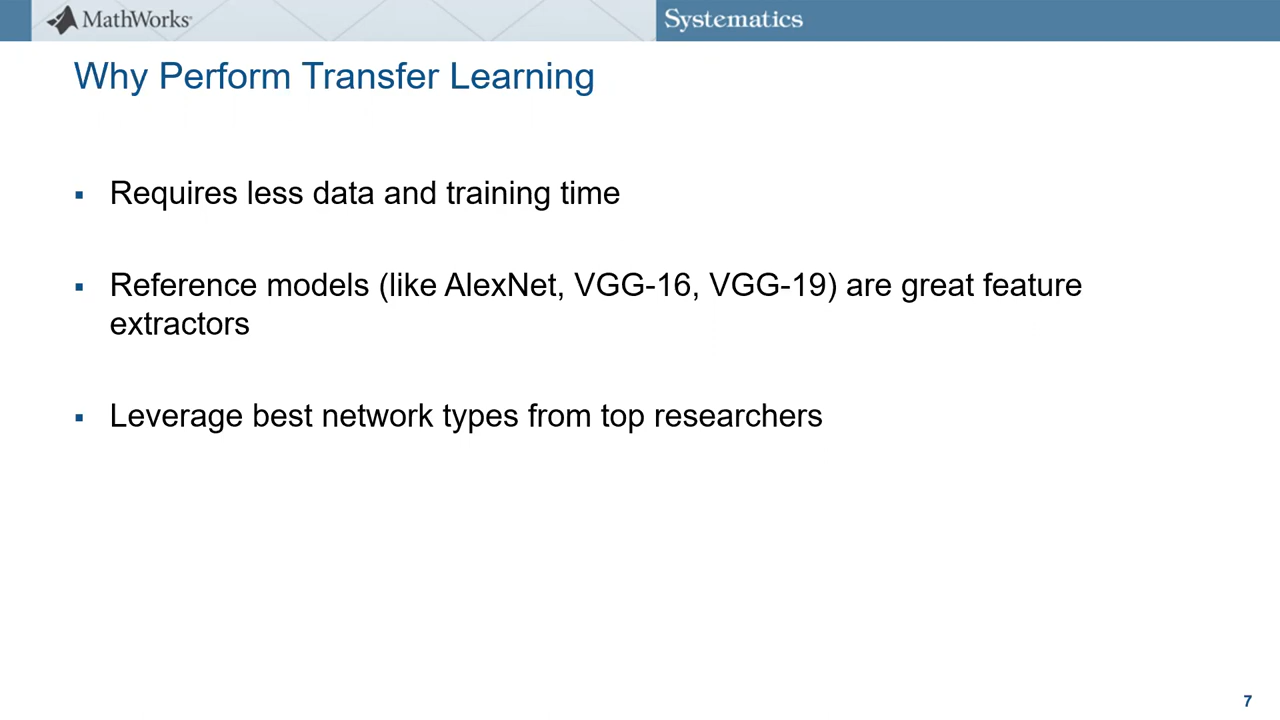 MathWorks
Systematics
Why Perform Transfer Learning
▪ Requires less data and training time
▪ Reference models (like AlexNet, VGG-16, VGG-19) are great feature
extractors
▪ Leverage best network types from top researchers
7